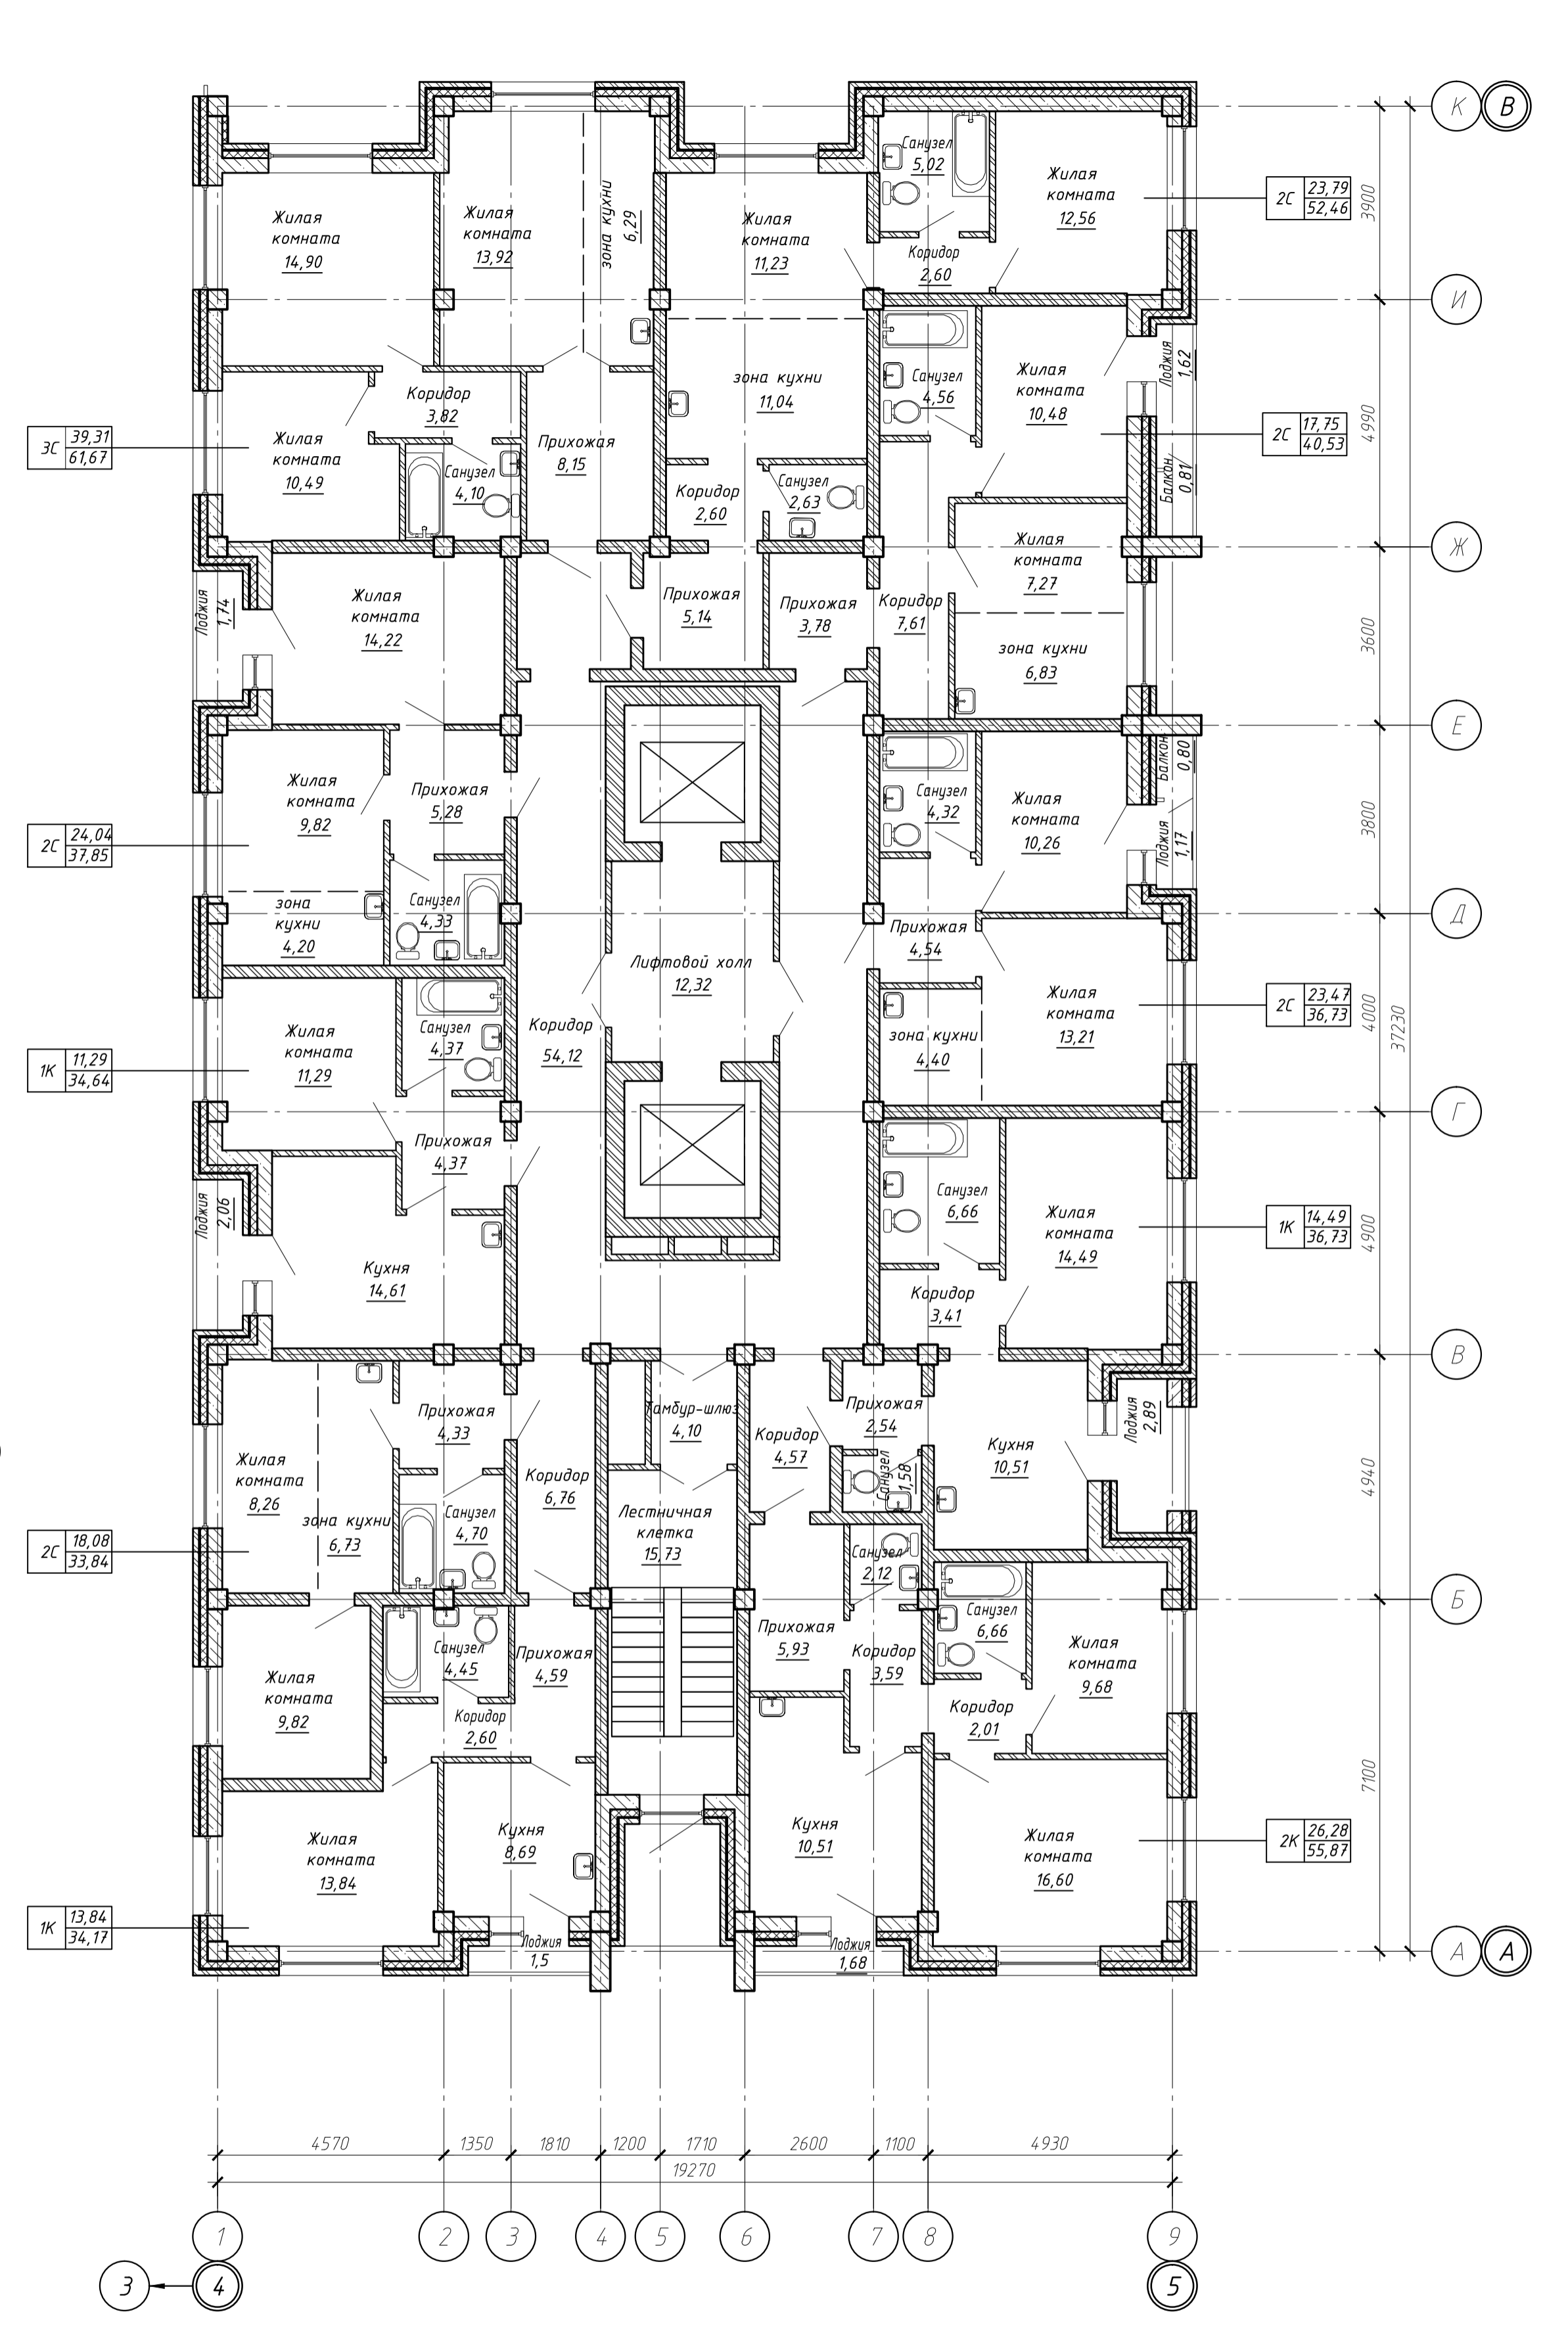 К
В
Санузел
5,02
Жилая
комната
12,56
2С
23,79
52,46
3900
Жилая
комната
14,90
Жилая
комната
13,92
зона кухни
6,29
Жилая
комната
11,23
Коридор
2,60
И
Лоджия
1,62
Санузел
4,56
Жилая
комната
10,48
зона кухни
11,04
Коридор
3,82
2С
17,75
40,53
4990
3С
39,31
61,67
Жилая
комната
10,49
Прихожая
8,15
Санузел
4,10
Коридор
2,60
Санузел
2,63
Балкон
0,81
Ж
Жилая
комната
7,27
Лоджия
1,74
Жилая
комната
14,22
Прихожая
5,14
Прихожая
3,78
Коридор
7,61
3600
зона кухни
6,83
Е
Балкон
0,80
Жилая
комната
9,82
Прихожая
5,28
Санузел
4,32
Жилая
комната
10,26
3800
Лоджия
1,17
2С
24,04
37,85
зона
кухни
4,20
Санузел
4,33
Д
Прихожая
4,54
Лифтовой холл
12,32
Жилая
комната
13,21
2С
23,47
36,73
4000
37230
Жилая
комната
11,29
Санузел
4,37
Коридор
54,12
зона кухни
4,40
1К
11,29
34,64
Г
Прихожая
4,37
Лоджия
2,06
Санузел
6,66
Жилая
комната
14,49
1К
14,49
36,73
4900
Кухня
14,61
Коридор
3,41
В
Прихожая
4,33
Тамбур-шлюз
4,10
Коридор
4,57
Прихожая
2,54
Лоджия
2,89
Кухня
10,51
4940
Жилая
комната
8,26
Коридор
6,76
Санузел
1,58
зона кухни
6,73
Санузел
4,70
Лестничная
клетка
15,73
2С
18,08
33,84
Санузел
2,12
Б
Санузел
6,66
Прихожая
5,93
Коридор
3,59
Жилая
комната
9,68
Жилая
комната
9,82
Санузел
4,45
Прихожая
4,59
Коридор
2,60
Коридор
2,01
7100
Жилая
комната
13,84
Кухня
8,69
Кухня
10,51
Жилая
комната
16,60
2К
26,28
55,87
1К
13,84
34,17
Лоджия
1,5
Лоджия
1,68
А
А
4570
1350
1810
1200
1710
2600
1100
4930
19270
1
2
3
4
5
6
7
8
9
3
4
5